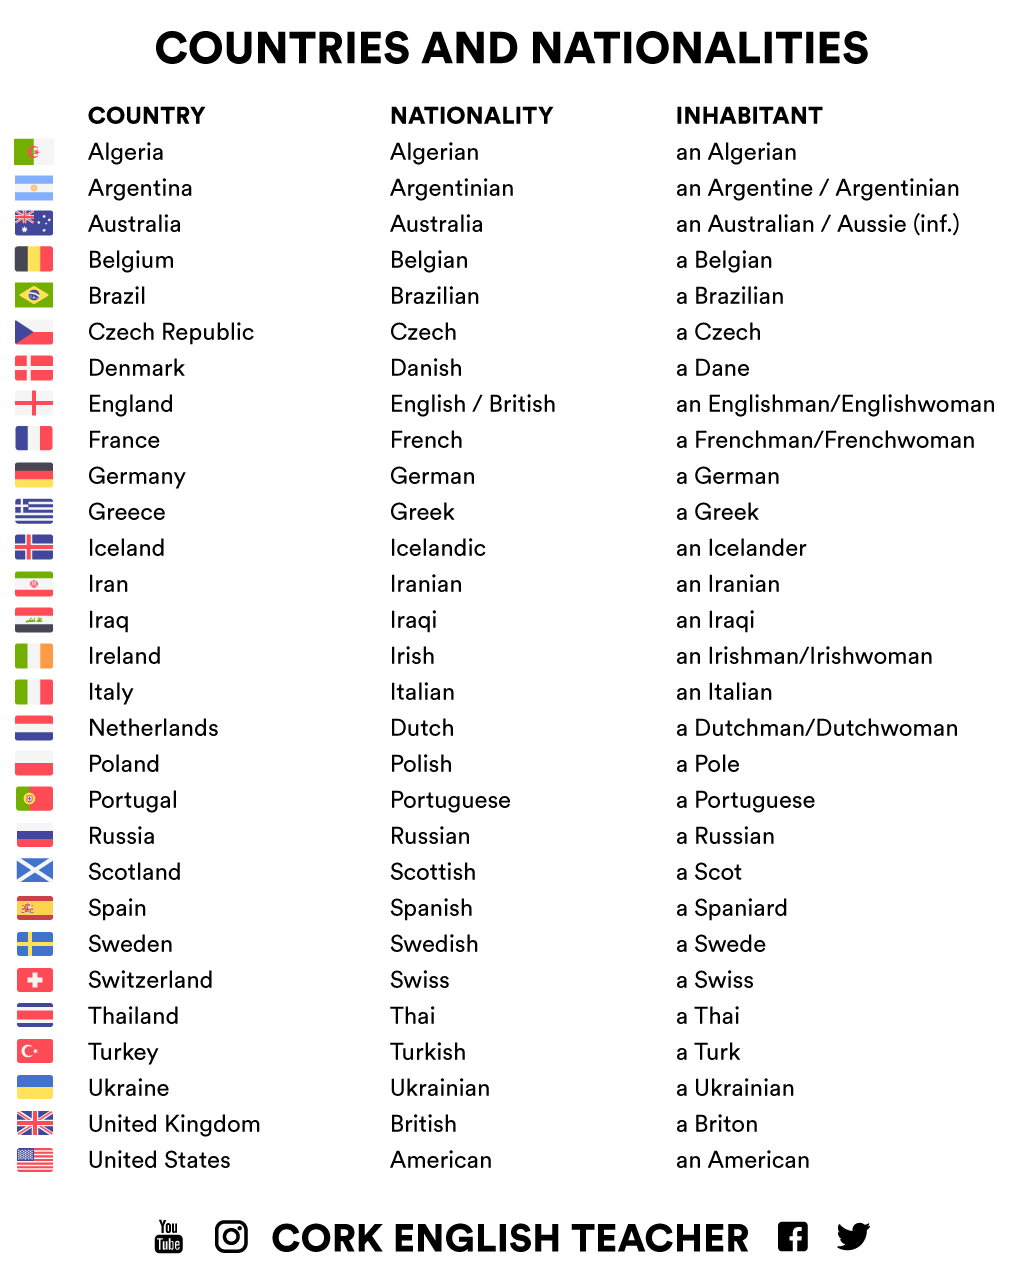 COUNTRIES AND NATIONALITIES
COUNTRY NATIONALITY INHABITANT
Algeria Algerian an Algerian
Argentina Argentinian an Argentine / Argentinian
Australia Australia an Australian / Aussie (inf.)
Belgium Belgian a Belgian
Brazil Brazilian a Brazilian
Czech Republic Czech a Czech
Denmark Danish a Dane
England English / British an Englishman/Englishwoman
France French a Frenchman/Frenchwoman
Germany German a German
Greece Greek a Greek
Iceland Icelandic an Icelander
Iran Iranian an Iranian
Iraq Iraqi an Iraqi
Ireland Irish an Irishman/Irishwoman
Italy Italian an Italian
Netherlands Dutch a Dutchman/Dutchwoman
Poland Polish a Pole
Portugal Portuguese a Portuguese
Russia Russian a Russian
Scotland Scottish a Scot
Spain Spanish a Spaniard
Sweden Swedish a Swede
Switzerland Swiss a Swiss
Thailand Thai a Thai
Turkey Turkish a Turk
Ukraine Ukrainian a Ukrainian
United Kingdom British a Briton
United States American an American
You Tube CORK ENGLISH TEACHER